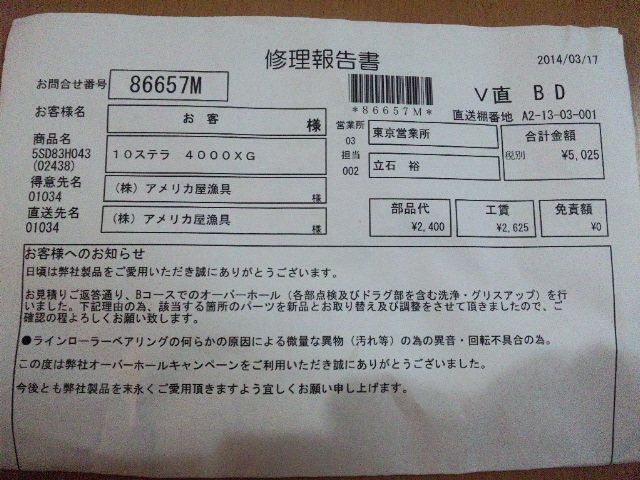 修理報告書
2014/03/17
お問合せ番号 86657M
*86657M*
V直 BD
直送棚番地 A2-13-03-001
お客様名 お 客 様
営業所 03 東京営業所
担当 002 立石 裕
合計金額
税別 ¥5,025
商品名
5SD83H043
(02438)
10ステラ 4000XG
得意先名
01034
(株)アメリカ屋漁具 様
直送先名
01034
(株)アメリカ屋漁具 様
部品代 ¥2,400
工賃 ¥2,625
免責額 ¥0
お客様へのお知らせ
日頃は弊社製品をご愛用いただき誠にありがとうございます。
お見積りご返答通り、Bコースでのオーバーホール(各部点検及びドラグ部を含む洗浄・グリスアップ)を行
いました。下記理由の為、該当する箇所のパーツを新品とお取り替え及び調整をさせて頂きましたので、ご
確認の程よろしくお願い致します。
●ラインローラーベアリングの何らかの原因による微量な異物(汚れ等)の為の異音・回転不具合の為。
この度は弊社オーバーホールキャンペーンをご利用いただき誠にありがとうございました。
今後とも弊社製品を末永くご愛用頂きますよう宜しくお願い申し上げます。